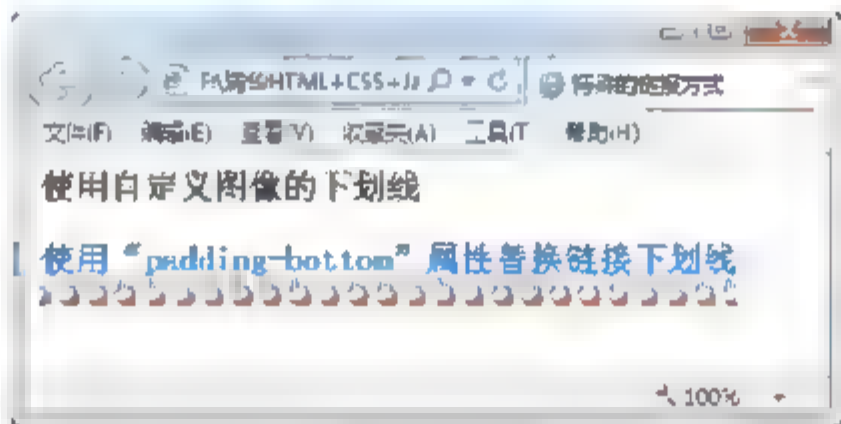 HTML+CSS+
文件(F) 编辑(E) 查看(V) 收藏夹(A) 工具(T 帮助(H)
使用自定义图像的下划线
使用“padding-bottom”属性替换链接下划线
100%